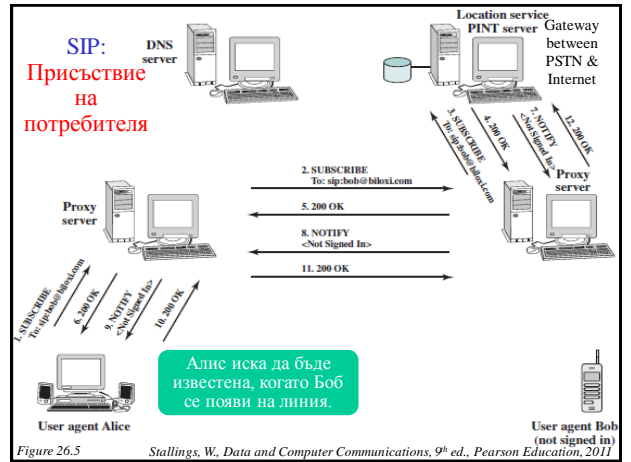 SIP:
Присъствие
на
потребителя
DNS
server
Location service
PINT server
Gateway
between
PSTN &
Internet
3. SUBSCRIBE
To: sip:bob@biloxi.com
4. 200 OK
7. NOTIFY
<Not Signed In>
12. 200 OK
Proxy
server
2. SUBSCRIBE
To: sip:bob@biloxi.com
5. 200 OK
8. NOTIFY
<Not Signed In>
11. 200 OK
Proxy
server
1. SUBSCRIBE
To: sip:bob@biloxi.com
6. 200 OK
9. NOTIFY
<Not Signed In>
10. 200 OK
Алис иска да бъде
известена, когато Боб
се появи на линия.
User agent Alice
User agent Bob
(not signed in)
Figure 26.5
Stallings, W., Data and Computer Communications, 9th ed., Pearson Education, 2011